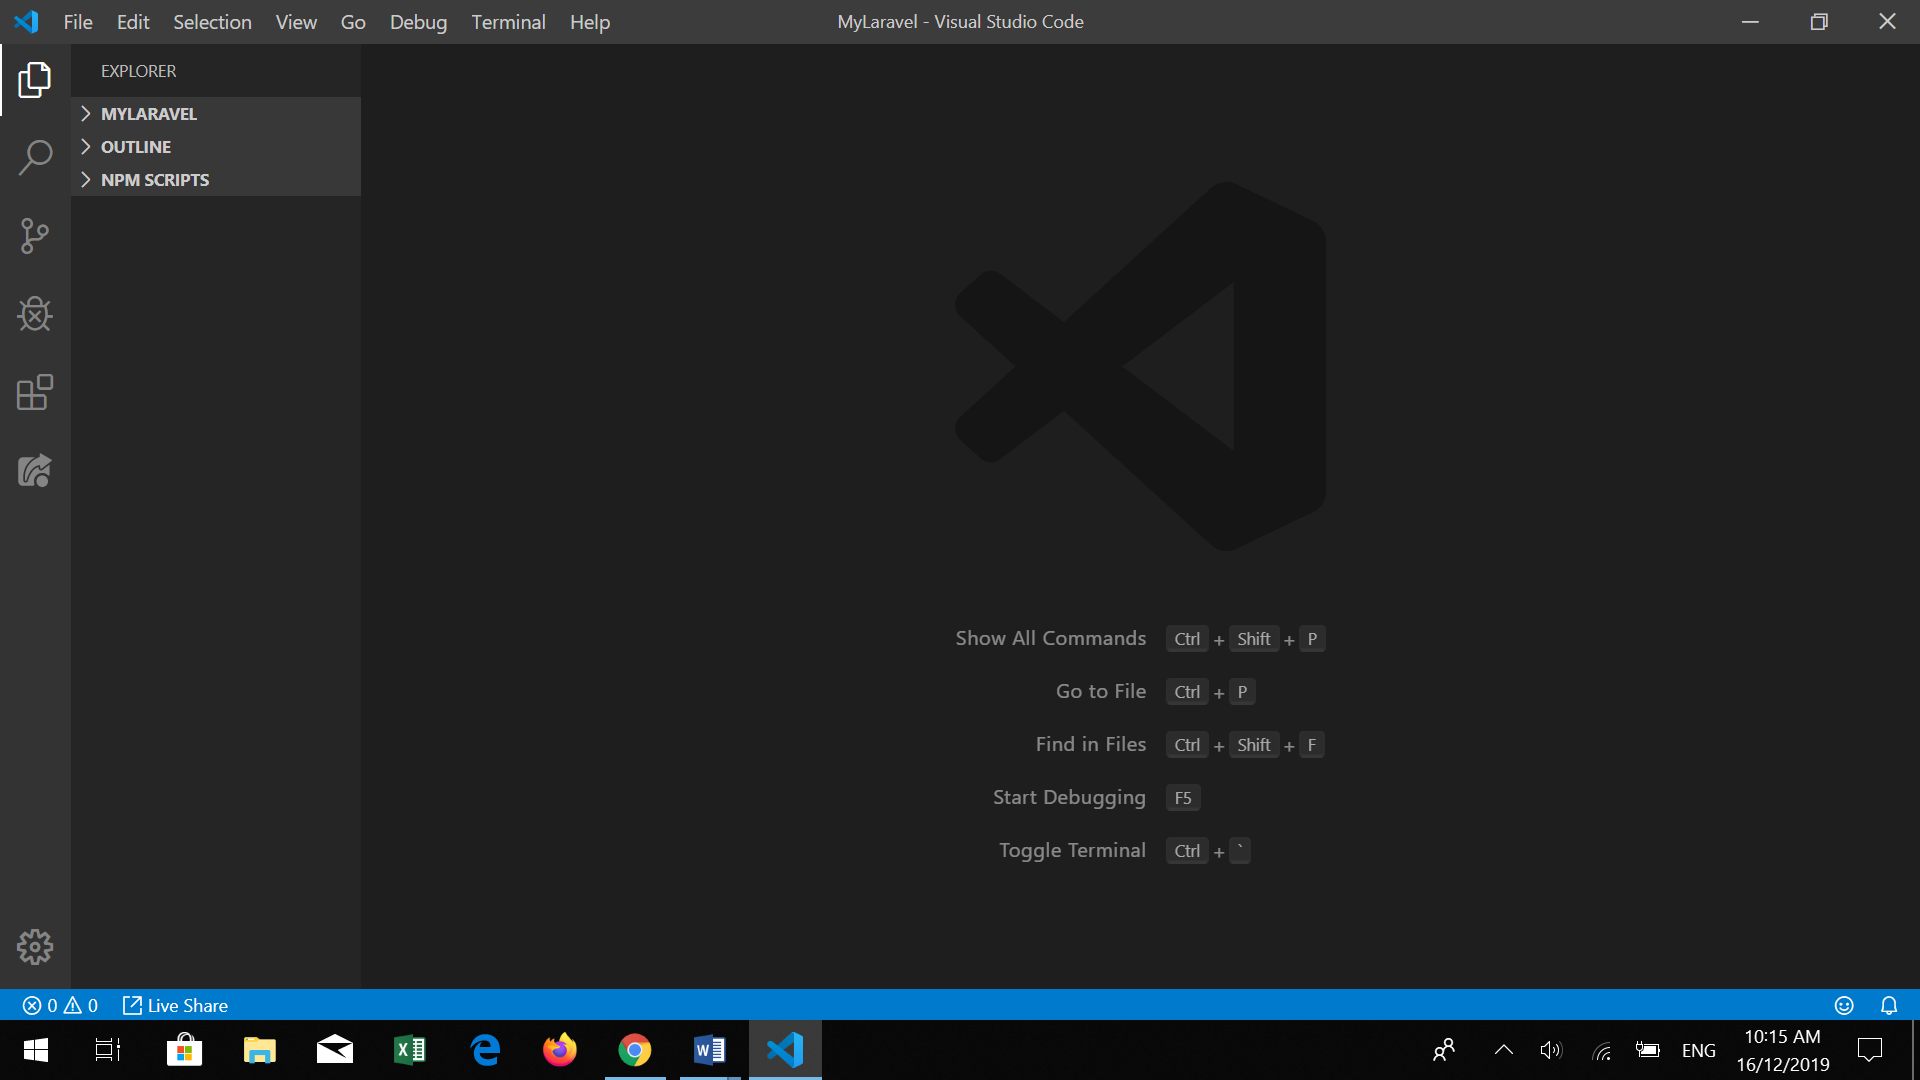 File Edit Selection View Go Debug Terminal Help MyLaravel - Visual Studio Code
EXPLORER
MYLARAVEL
OUTLINE
NPM SCRIPTS
Show All Commands Ctrl + Shift + P
Go to File Ctrl + P
Find in Files Ctrl + Shift + F
Start Debugging F5
Toggle Terminal Ctrl + `
0 0 Live Share
ENG 10:15 AM
16/12/2019